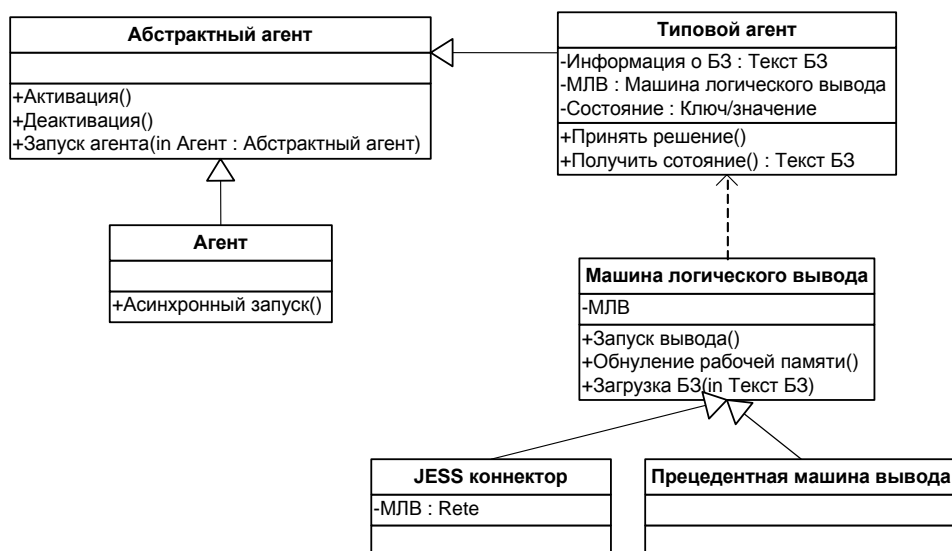 Абстрактный агент
+Активация()
+Деактивация()
+Запуск агента(in Агент : Абстрактный агент)
Типовой агент
-Информация о БЗ : Текст БЗ
-МЛВ : Машина логического вывода
-Состояние : Ключ/значение
+Принять решение()
+Получить сотояние() : Текст БЗ
Агент
+Асинхронный запуск()
Машина логического вывода
-МЛВ
+Запуск вывода()
+Обнуление рабочей памяти()
+Загрузка БЗ(in Текст БЗ)
JESS коннектор
-МЛВ : Rete
Прецедентная машина вывода